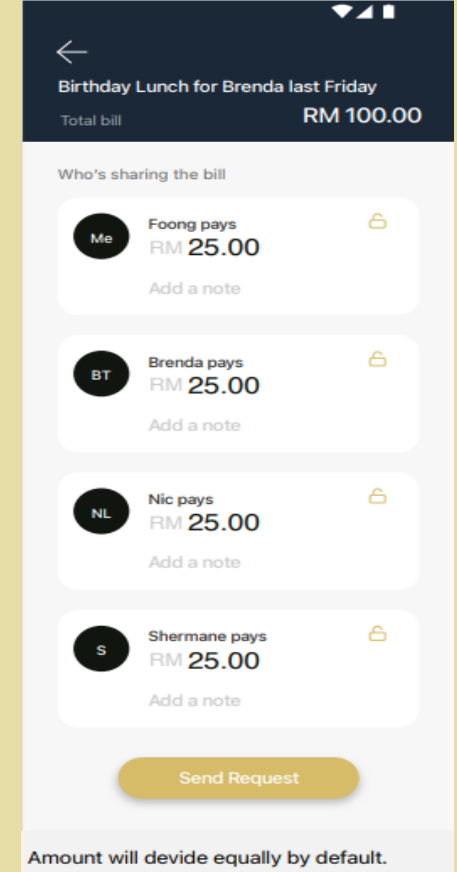 Birthday Lunch for Brenda last Friday
Total bill RM 100.00
Who's sharing the bill
Me
Foong pays
RM 25.00
Add a note
BT
Brenda pays
RM 25.00
Add a note
NL
Nic pays
RM 25.00
Add a note
S
Shermane pays
RM 25.00
Add a note
Send Request
Amount will devide equally by default.